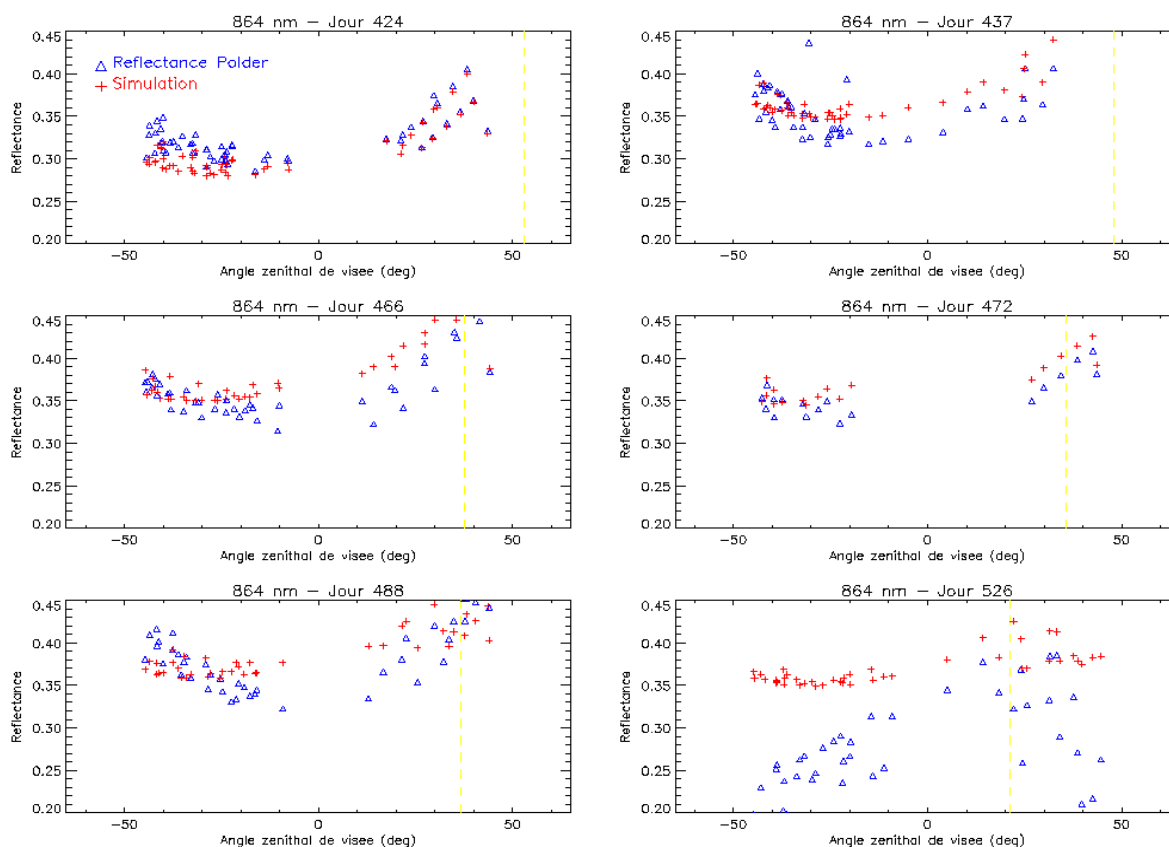 864 nm – Jour 424
0.45
0.40
0.35
0.30
0.25
0.20
Reflectance
Reflectance Polder
Simulation
−50
0
50
Angle zenithal de visee (deg)
864 nm – Jour 437
0.45
0.40
0.35
0.30
0.25
0.20
Reflectance
−50
0
50
Angle zenithal de visee (deg)
864 nm – Jour 466
0.45
0.40
0.35
0.30
0.25
0.20
Reflectance
−50
0
50
Angle zenithal de visee (deg)
864 nm – Jour 472
0.45
0.40
0.35
0.30
0.25
0.20
Reflectance
−50
0
50
Angle zenithal de visee (deg)
864 nm – Jour 488
0.45
0.40
0.35
0.30
0.25
0.20
Reflectance
−50
0
50
Angle zenithal de visee (deg)
864 nm – Jour 526
0.45
0.40
0.35
0.30
0.25
0.20
Reflectance
−50
0
50
Angle zenithal de visee (deg)